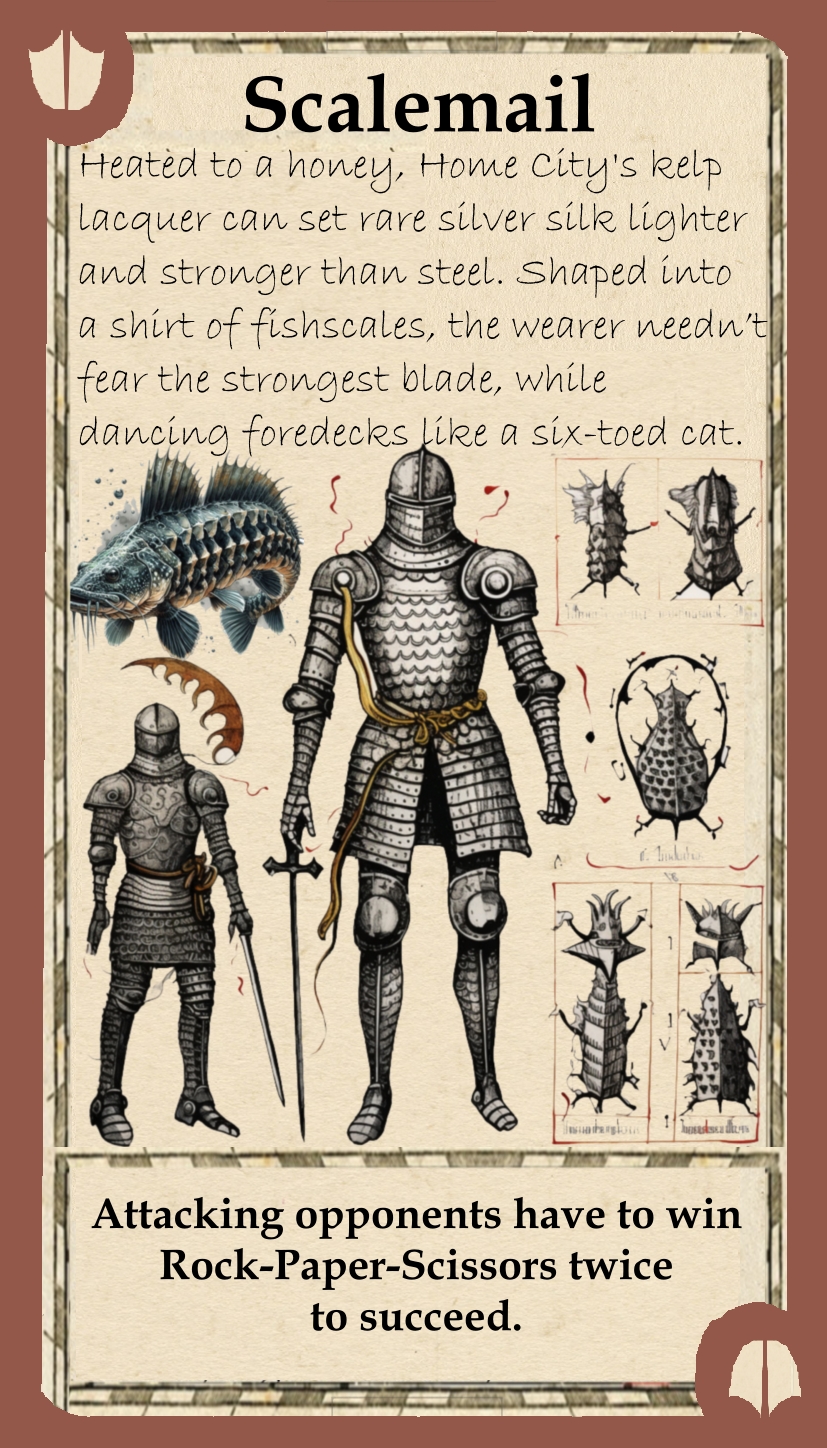 Scalemail
Heated to a honey, Home City's kelp
lacquer can set rare silver silk lighter
and stronger than steel. Shaped into
a shirt of fishscales, the wearer needn’t
fear the strongest blade, while
dancing foredecks like a six-toed cat.
Attacking opponents have to win
Rock-Paper-Scissors twice
to succeed.